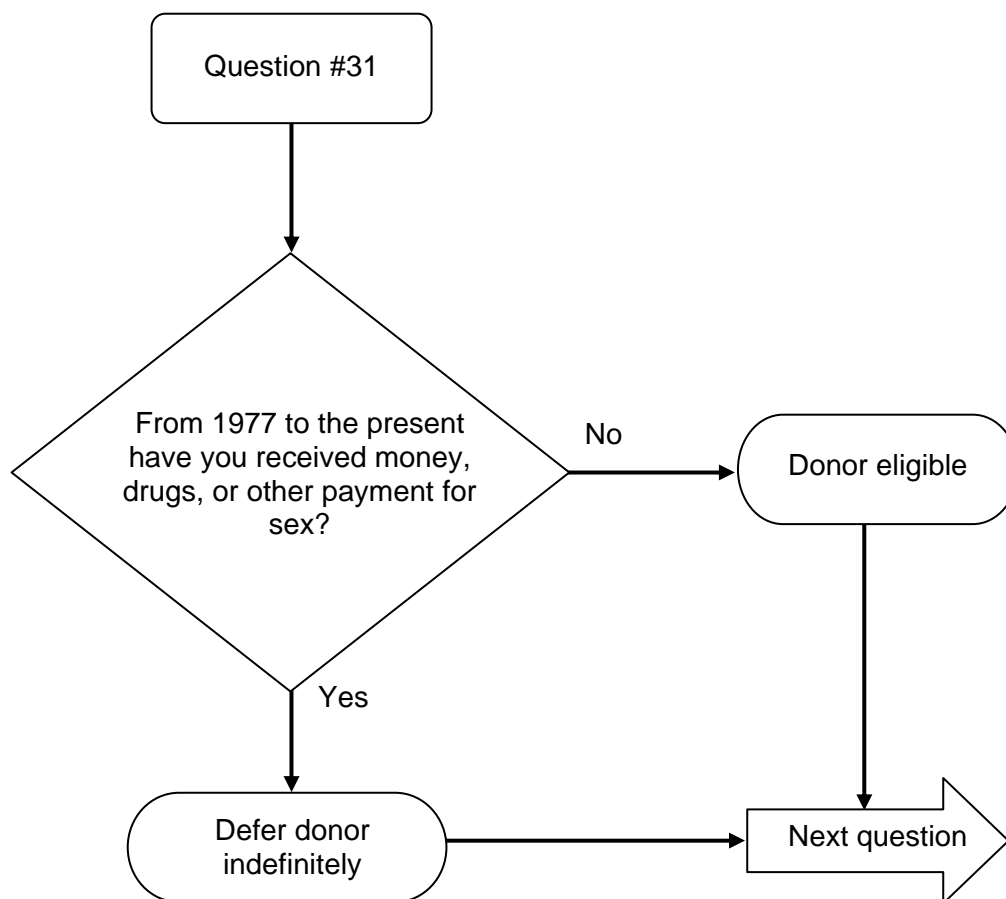 Question #31
From 1977 to the present
have you received money,
drugs, or other payment for
sex?
No
Donor eligible
Yes
Defer donor
indefinitely
Next question